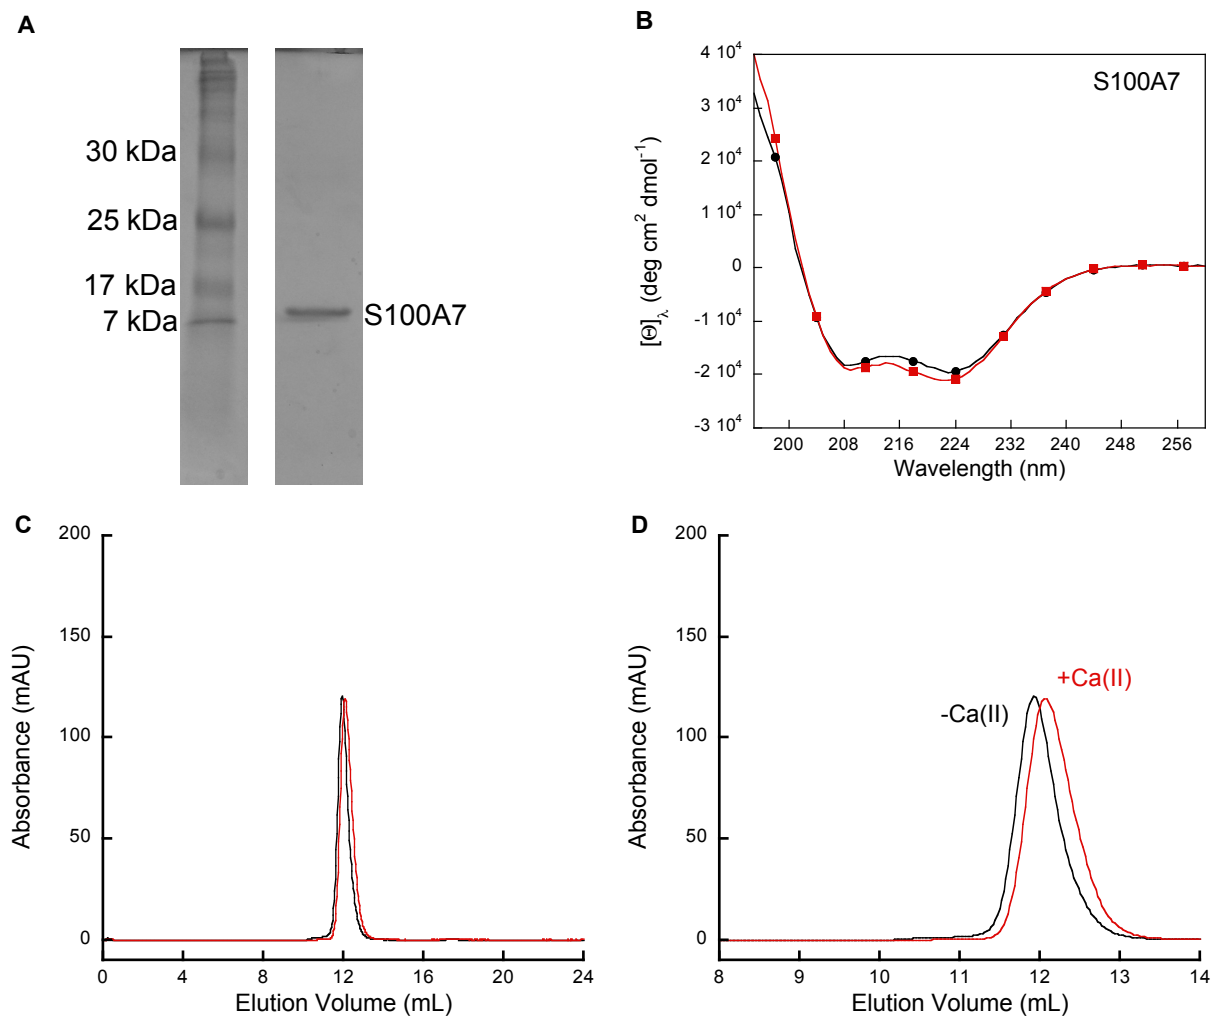 A
30 kDa
25 kDa
17 kDa
7 kDa
S100A7
B
S100A7
4 10⁴
3 10⁴
2 10⁴
1 10⁴
0
-1 10⁴
-2 10⁴
-3 10⁴
[Θ]λ (deg cm² dmol⁻¹)
200 208 216 224 232 240 248 256
Wavelength (nm)
C
200
150
100
50
0
Absorbance (mAU)
0 4 8 12 16 20 24
Elution Volume (mL)
D
200
150
100
50
0
Absorbance (mAU)
+Ca(II)
-Ca(II)
8 9 10 11 12 13 14
Elution Volume (mL)